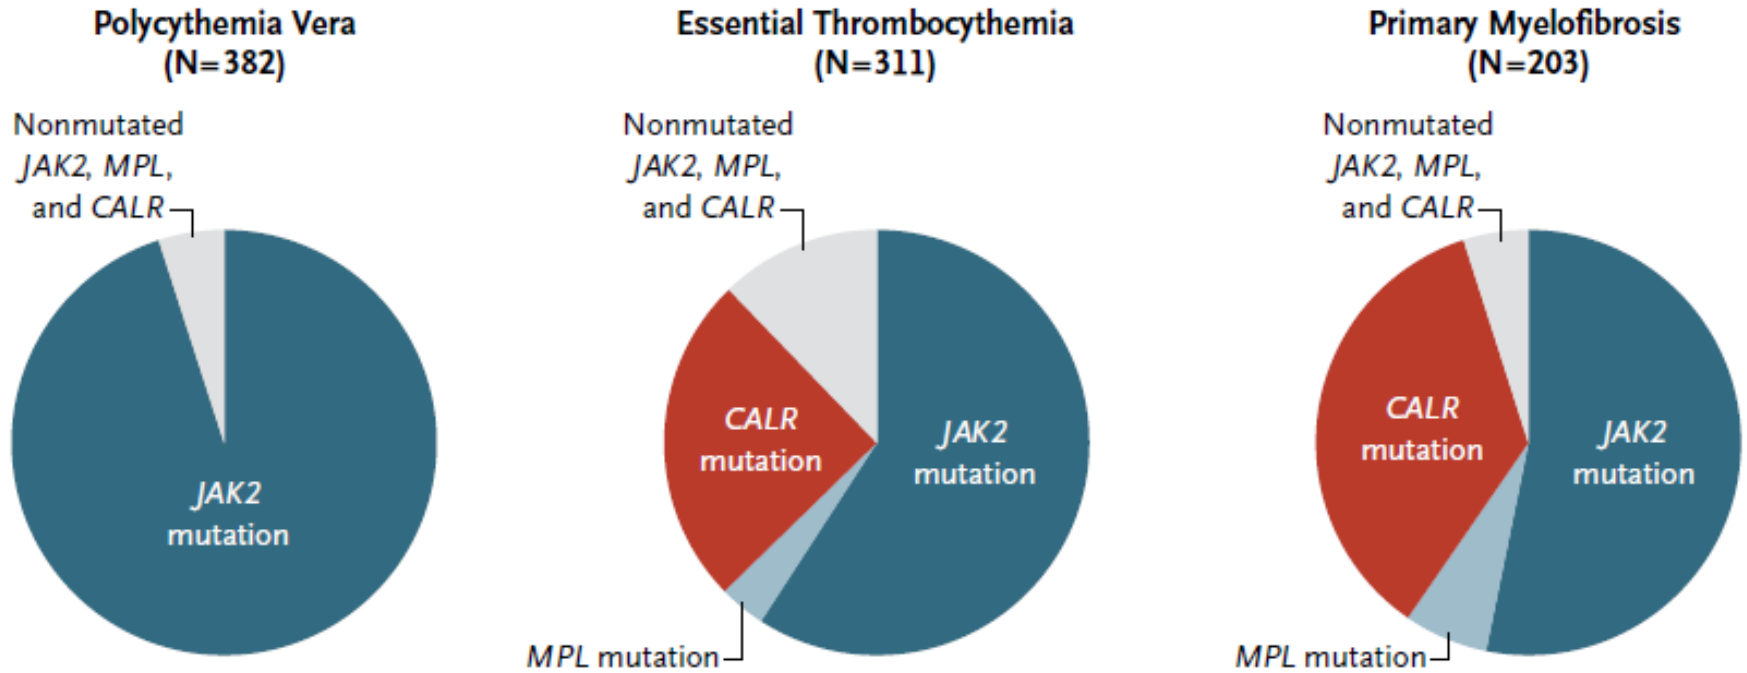 Polycythemia Vera
(N=382)
Nonmutated
JAK2, MPL,
and CALR
JAK2
mutation
Essential Thrombocythemia
(N=311)
Nonmutated
JAK2, MPL,
and CALR
CALR
mutation
JAK2
mutation
MPL mutation
Primary Myelofibrosis
(N=203)
Nonmutated
JAK2, MPL,
and CALR
CALR
mutation
JAK2
mutation
MPL mutation